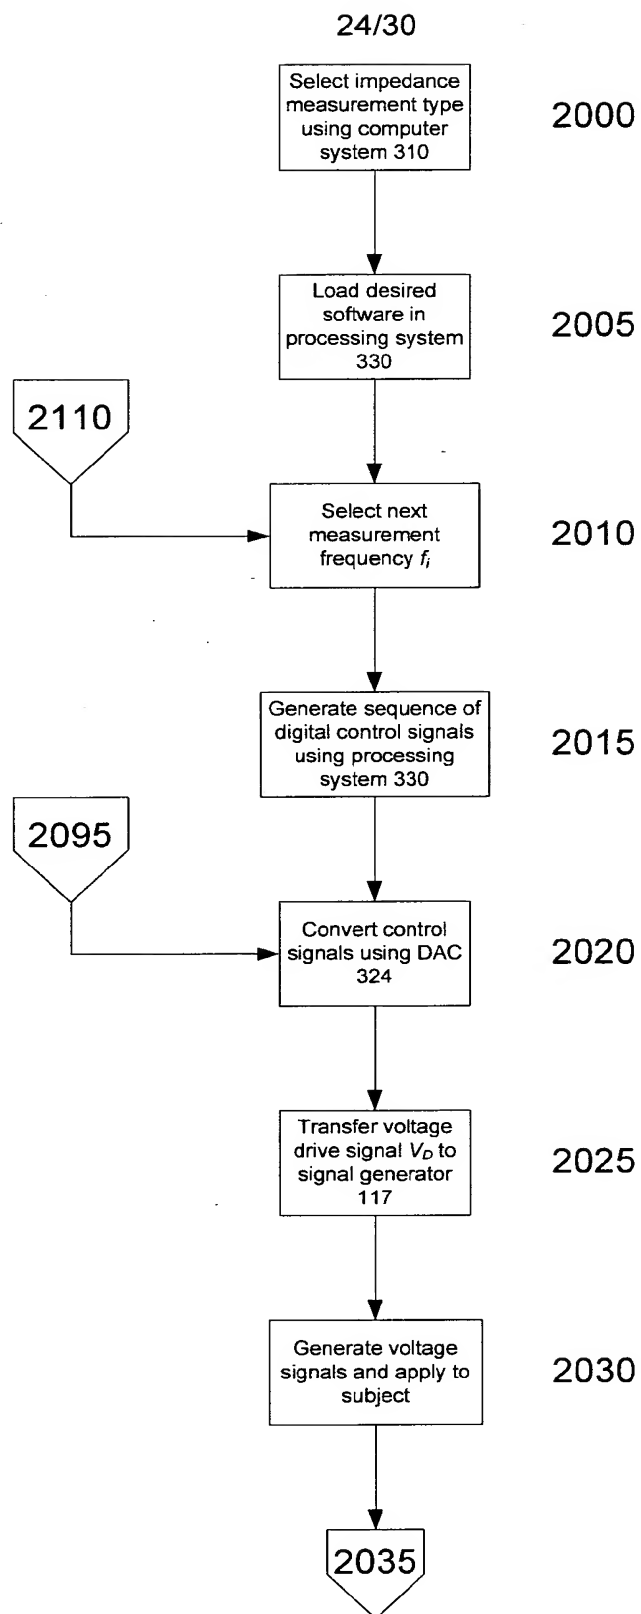 24/30
Select impedance
measurement type
using computer
system 310
2000
Load desired
software in
processing system
330
2005
2110
Select next
measurement
frequency fi
2010
Generate sequence of
digital control signals
using processing
system 330
2015
2095
Convert control
signals using DAC
324
2020
Transfer voltage
drive signal VD to
signal generator
117
2025
Generate voltage
signals and apply to
subject
2030
2035